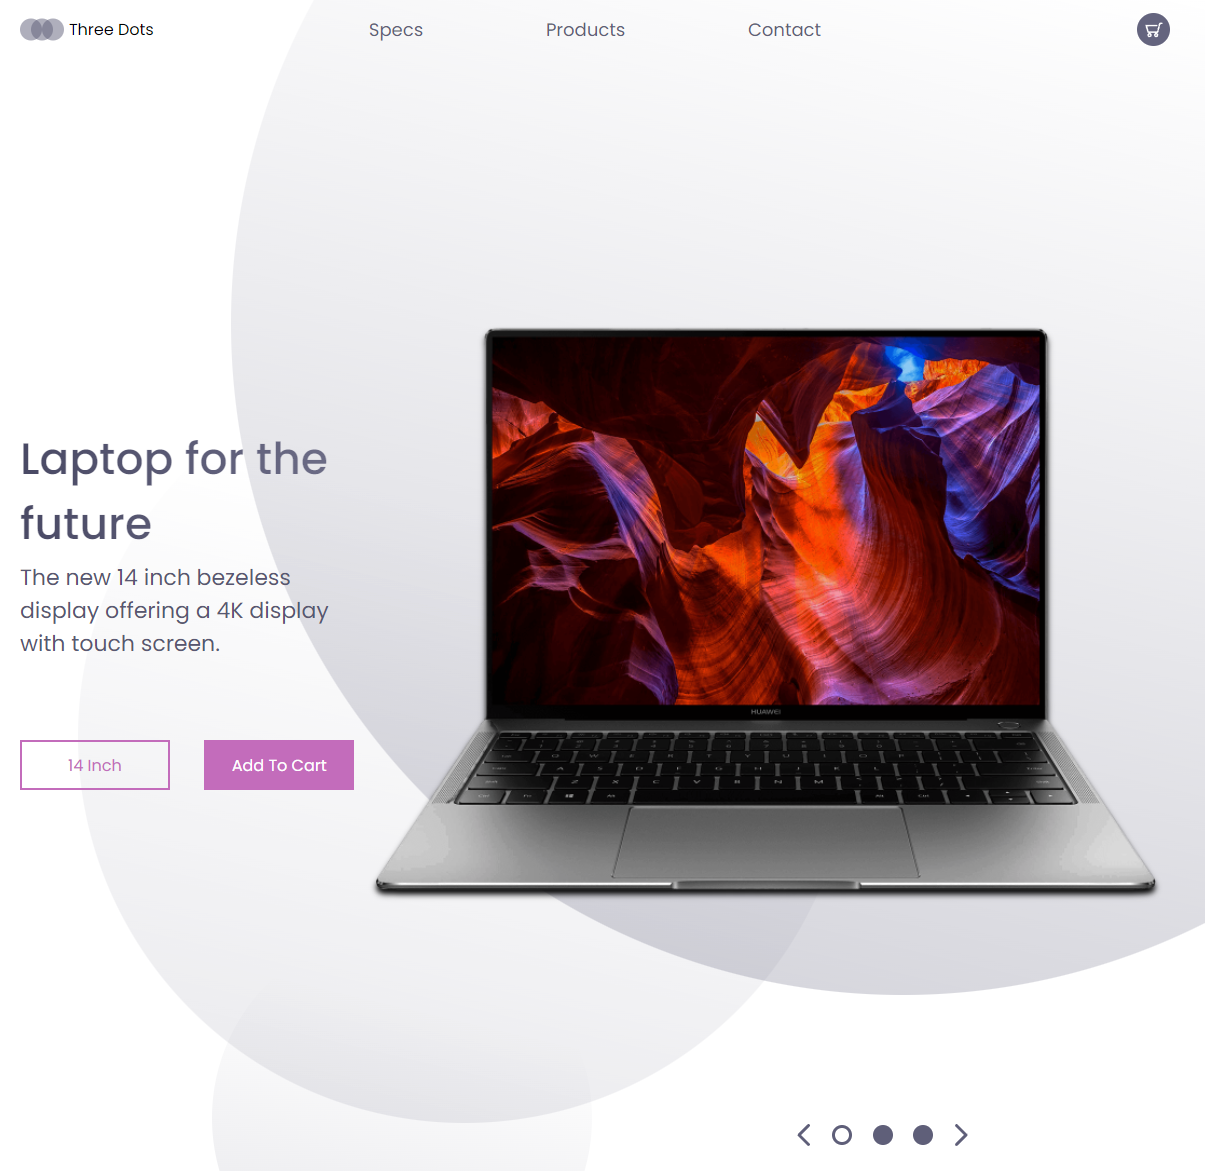 Three Dots
Specs
Products
Contact
Laptop for the
future
The new 14 inch bezeless
display offering a 4K display
with touch screen.
14 Inch
Add To Cart
HUAWEI